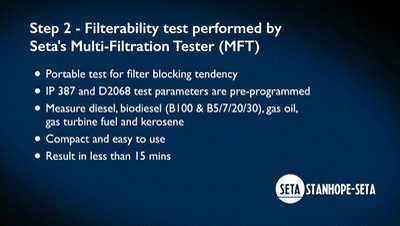 Step 2 - Filterability test performed by
Seta's Multi-Filtration Tester (MFT)
• Portable test for filter blocking tendency
• IP 387 and D2068 test parameters are pre-programmed
• Measure diesel, biodiesel (B100 & B5/7/20/30), gas oil,
gas turbine fuel and kerosene
• Compact and easy to use
• Result in less than 15 mins
SETA STANHOPE-SETA